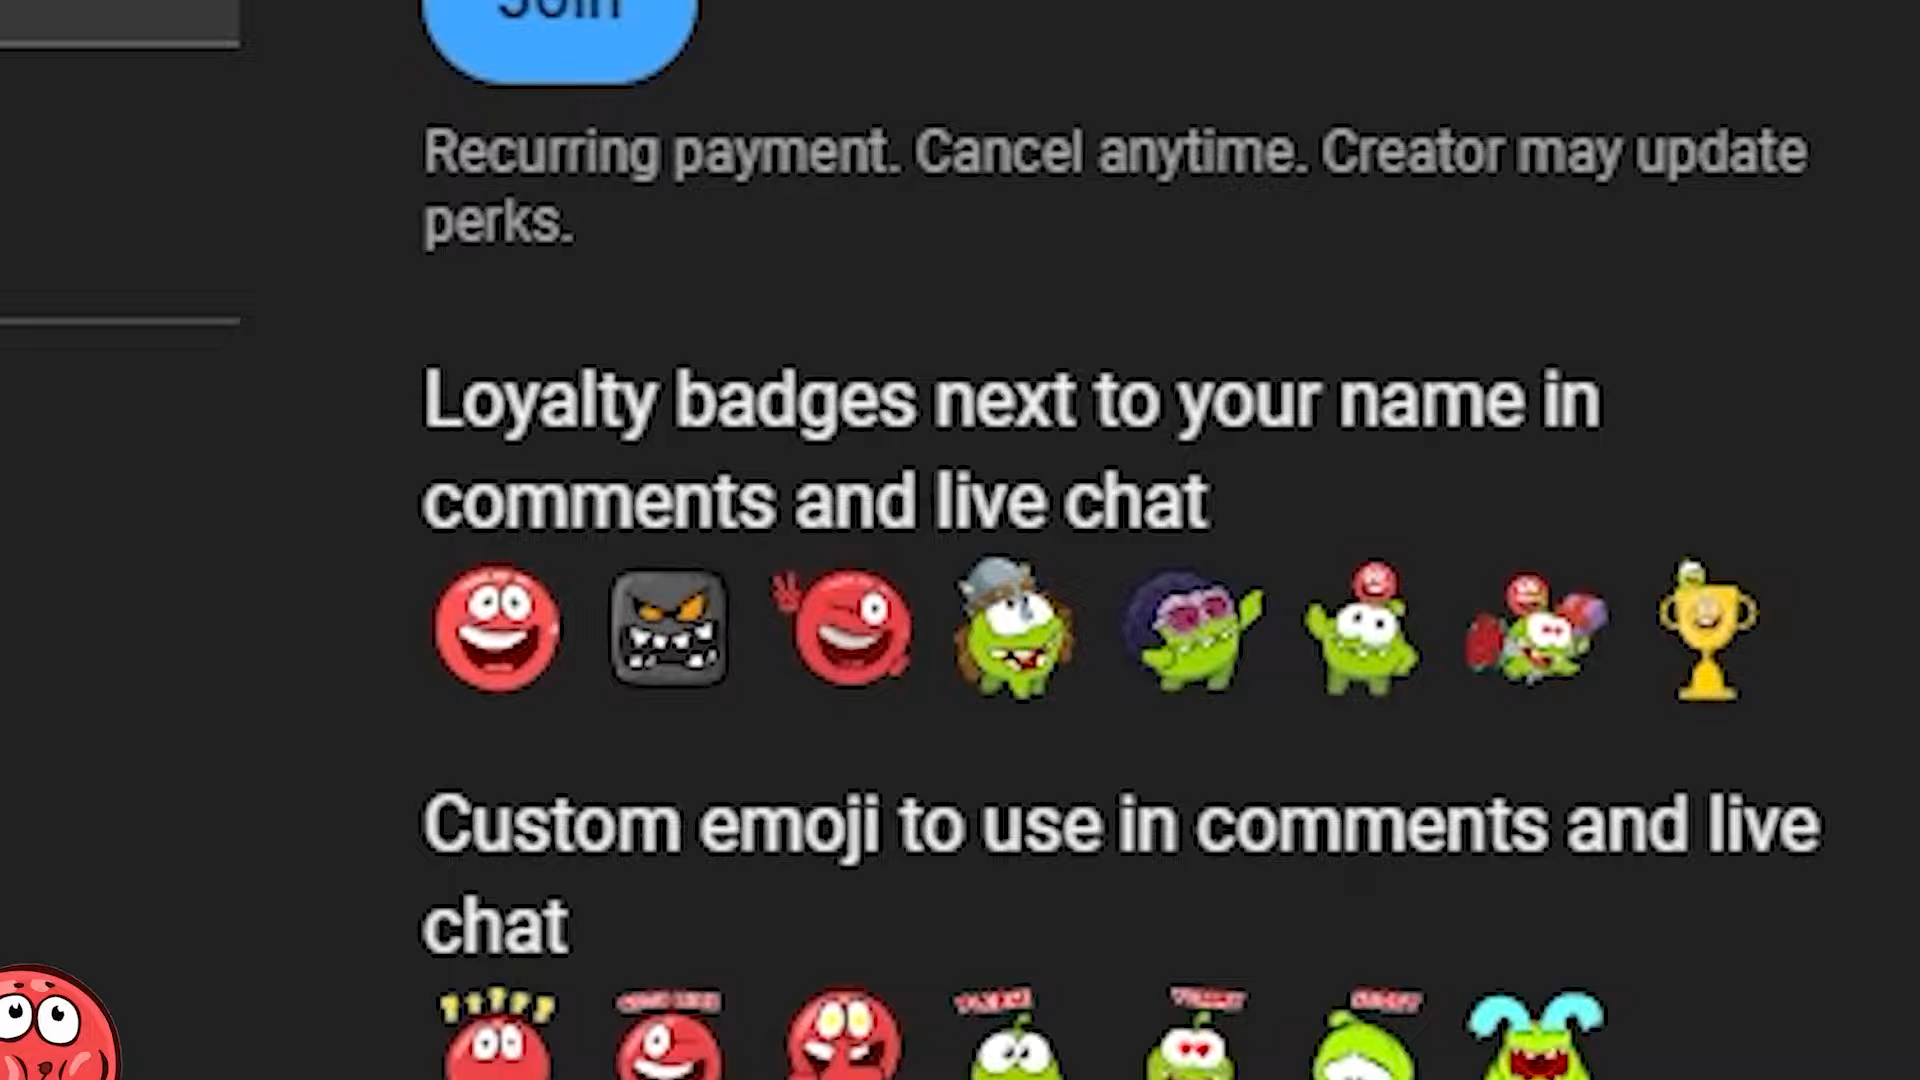 Join
Recurring payment. Cancel anytime. Creator may update
perks.
Loyalty badges next to your name in
comments and live chat
Custom emoji to use in comments and live
chat
?????